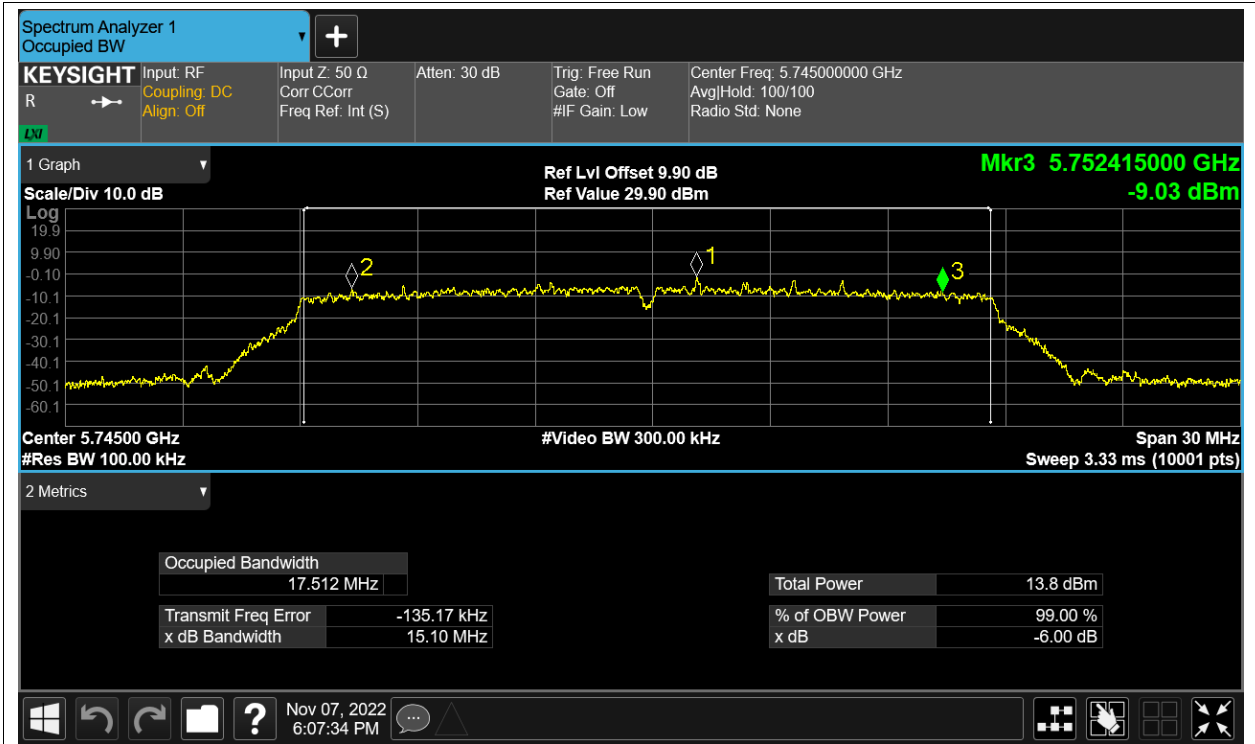 Spectrum Analyzer 1
Occupied BW
+
KEYSIGHT
R
LXI
Input: RF
Coupling: DC
Align: Off
Input Z: 50 Ω
Corr CCorr
Freq Ref: Int (S)
Atten: 30 dB
Trig: Free Run
Gate: Off
#IF Gain: Low
Center Freq: 5.745000000 GHz
Avg|Hold: 100/100
Radio Std: None
1 Graph
Scale/Div 10.0 dB
Ref Lvl Offset 9.90 dB
Ref Value 29.90 dBm
Mkr3 5.752415000 GHz
-9.03 dBm
Log
19.9
9.90
-0.10
-10.1
-20.1
-30.1
-40.1
-50.1
-60.1
2
1
3
Center 5.74500 GHz
#Video BW 300.00 kHz
Span 30 MHz
#Res BW 100.00 kHz
Sweep 3.33 ms (10001 pts)
2 Metrics
Occupied Bandwidth
17.512 MHz
Total Power 13.8 dBm
Transmit Freq Error -135.17 kHz
% of OBW Power 99.00 %
x dB Bandwidth 15.10 MHz
x dB -6.00 dB
?
Nov 07, 2022
6:07:34 PM